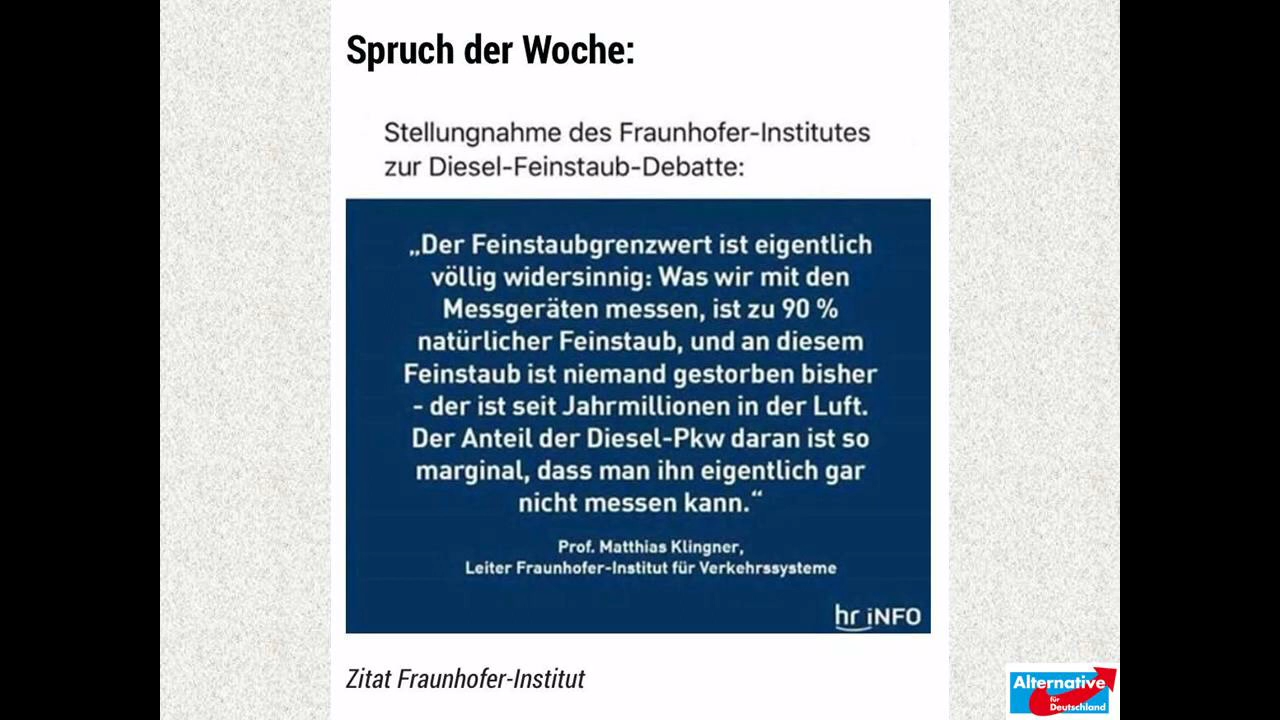 Spruch der Woche:
Stellungnahme des Fraunhofer-Institutes
zur Diesel-Feinstaub-Debatte:
„Der Feinstaubgrenzwert ist eigentlich
völlig widersinnig: Was wir mit den
Messgeräten messen, ist zu 90 %
natürlicher Feinstaub, und an diesem
Feinstaub ist niemand gestorben bisher
- der ist seit Jahrmillionen in der Luft.
Der Anteil der Diesel-Pkw daran ist so
marginal, dass man ihn eigentlich gar
nicht messen kann.“
Prof. Matthias Klingner,
Leiter Fraunhofer-Institut für Verkehrssysteme
hr iNFO
Zitat Fraunhofer-Institut
Alternative
für
Deutschland